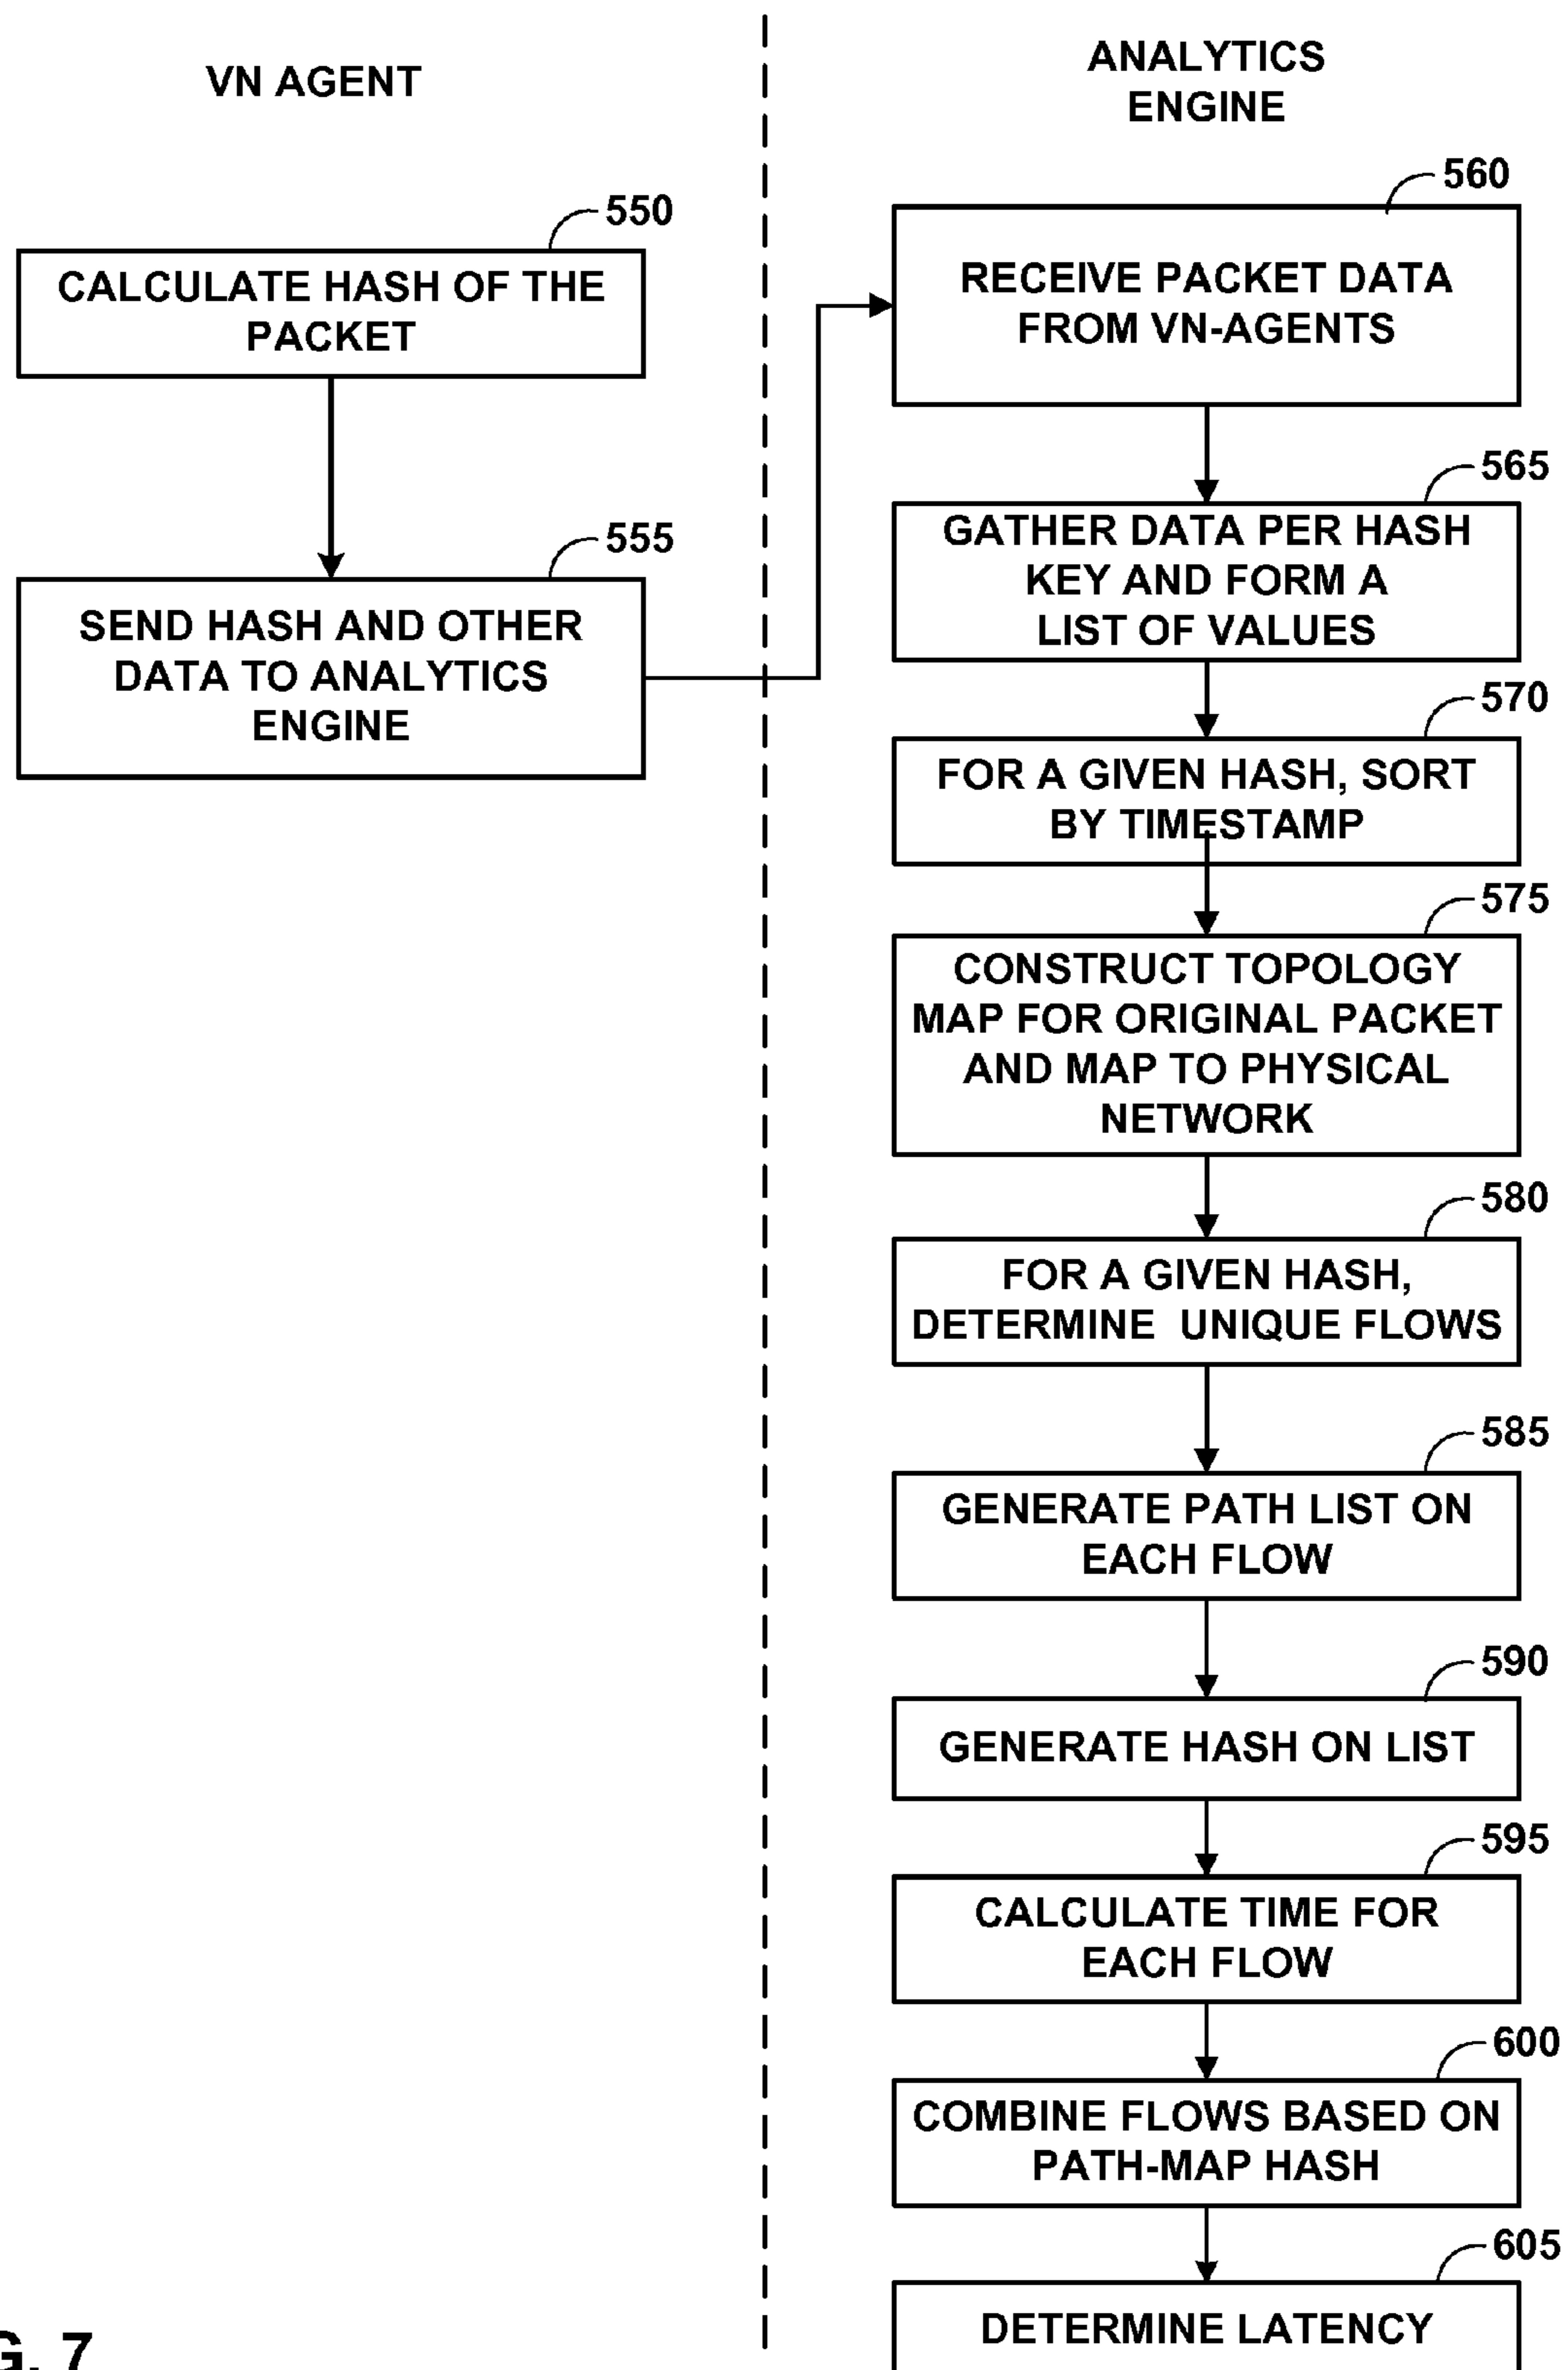 VN AGENT
550
CALCULATE HASH OF THE
PACKET
555
SEND HASH AND OTHER
DATA TO ANALYTICS
ENGINE
ANALYTICS
ENGINE
560
RECEIVE PACKET DATA
FROM VN-AGENTS
565
GATHER DATA PER HASH
KEY AND FORM A
LIST OF VALUES
570
FOR A GIVEN HASH, SORT
BY TIMESTAMP
575
CONSTRUCT TOPOLOGY
MAP FOR ORIGINAL PACKET
AND MAP TO PHYSICAL
NETWORK
580
FOR A GIVEN HASH,
DETERMINE UNIQUE FLOWS
585
GENERATE PATH LIST ON
EACH FLOW
590
GENERATE HASH ON LIST
595
CALCULATE TIME FOR
EACH FLOW
600
COMBINE FLOWS BASED ON
PATH-MAP HASH
605
DETERMINE LATENCY
G. 7